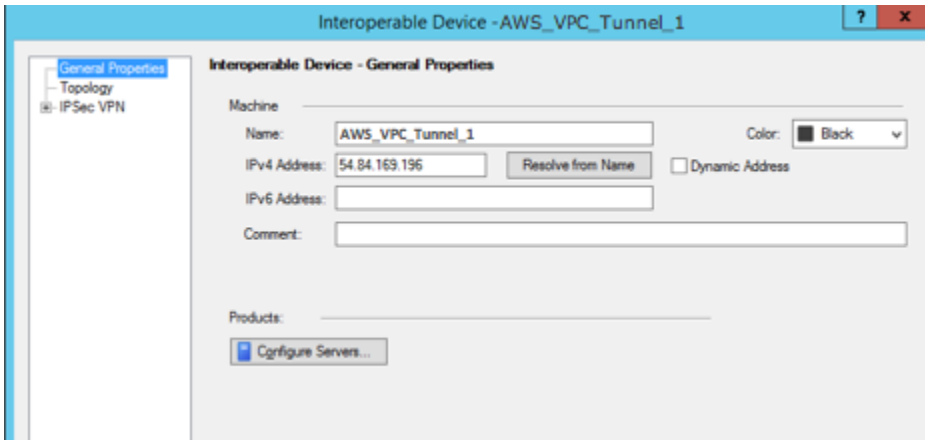 Interoperable Device -AWS_VPC_Tunnel_1
? x
General Properties
Topology
IPSec VPN
Interoperable Device - General Properties
Machine
Name: AWS_VPC_Tunnel_1 Color: Black
IPv4 Address: 54.84.169.196 Resolve from Name Dynamic Address
IPv6 Address:
Comment:
Products:
Configure Servers...